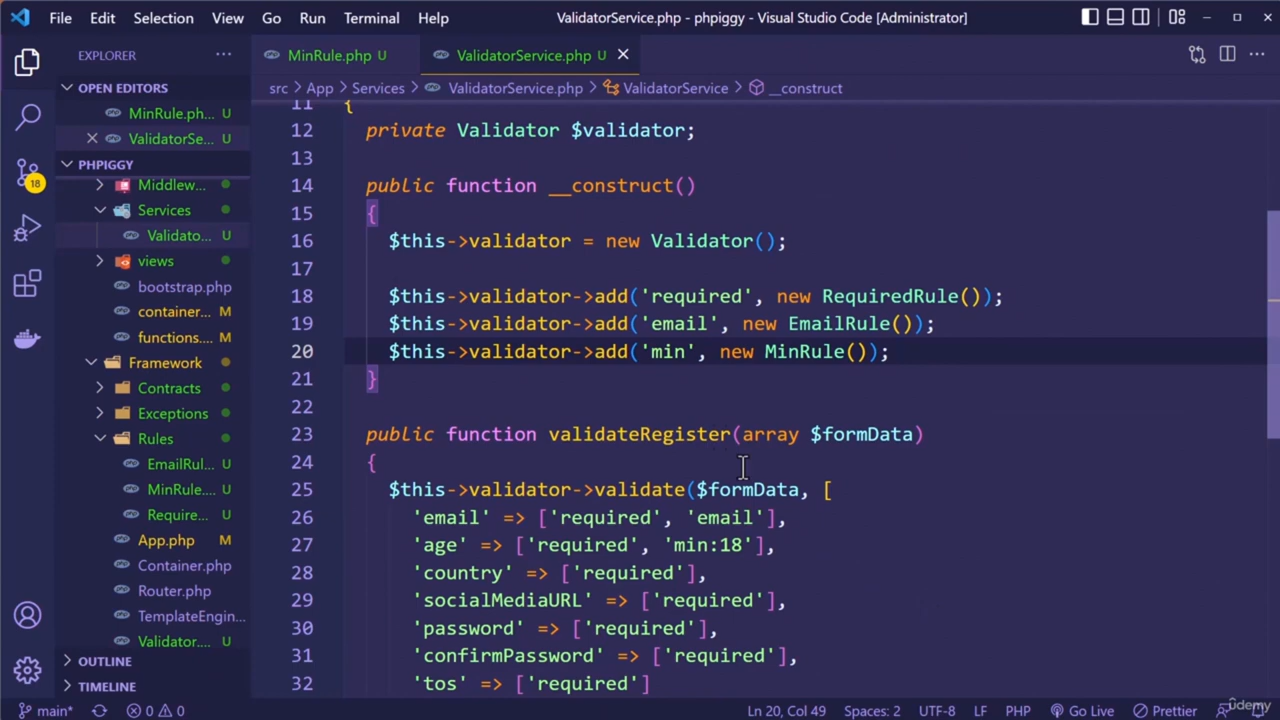 File Edit Selection View Go Run Terminal Help ValidatorService.php - phpiggy - Visual Studio Code [Administrator]
EXPLORER ... MinRule.php U ValidatorService.php U
OPEN EDITORS
src > App > Services > ValidatorService.php > ValidatorService > __construct
MinRule.ph... U
ValidatorSe... U
PHPIGGY
Middlew...
Services
Validato... U
views
bootstrap.php
container... M
functions.... M
Framework
Contracts
Exceptions
Rules
EmailRul... U
MinRule.... U
Require... U
App.php M
Container.php
Router.php
TemplateEngin...
Validator.... U
OUTLINE
TIMELINE
18
11 {
12 private Validator $validator;
13
14 public function __construct()
15 {
16 $this->validator = new Validator();
17
18 $this->validator->add('required', new RequiredRule());
19 $this->validator->add('email', new EmailRule());
20 $this->validator->add('min', new MinRule());
21 }
22
23 public function validateRegister(array $formData)
24 {
25 $this->validator->validate($formData, [
26 'email' => ['required', 'email'],
27 'age' => ['required', 'min:18'],
28 'country' => ['required'],
29 'socialMediaURL' => ['required'],
30 'password' => ['required'],
31 'confirmPassword' => ['required'],
32 'tos' => ['required']
main* 0 0 Ln 20, Col 49 Spaces: 2 UTF-8 LF PHP Go Live Prettier
ûdemy